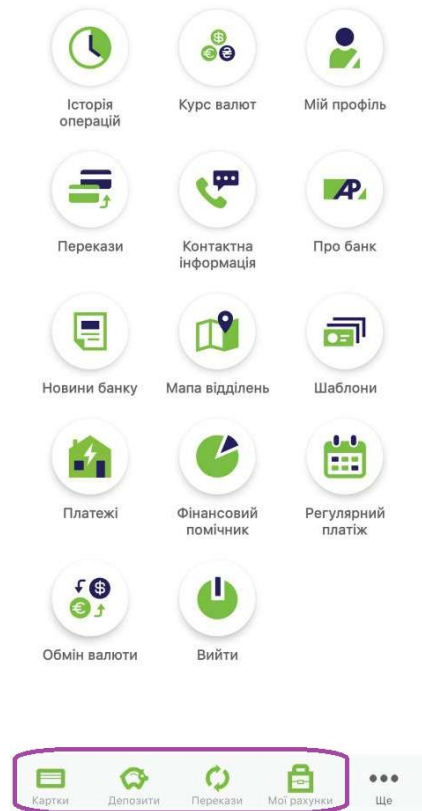 Історія
операцій
Курс валют
Мій профіль
Перекази
Контактна
інформація
Про банк
Новини банку
Мапа відділень
Шаблони
Платежі
Фінансовий
помічник
Регулярний
платіж
Обмін валюти
Вийти
Картки
Депозити
Перекази
Мої рахунки
Ще